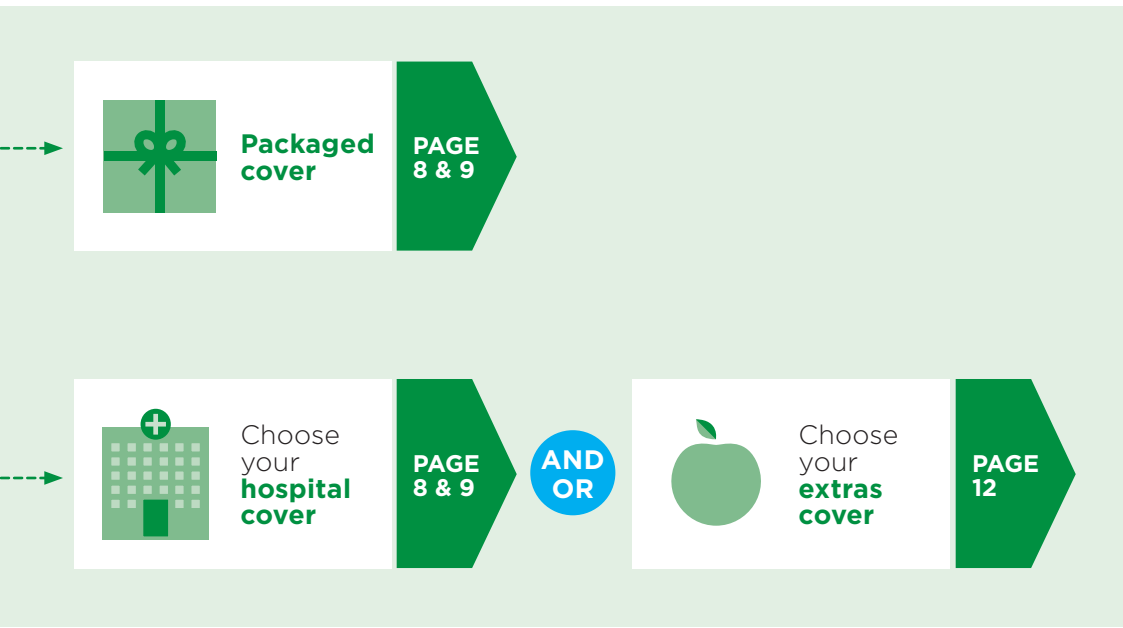 Packaged
cover
PAGE
8 & 9
Choose
your
hospital
cover
PAGE
8 & 9
AND
OR
Choose
your
extras
cover
PAGE
12